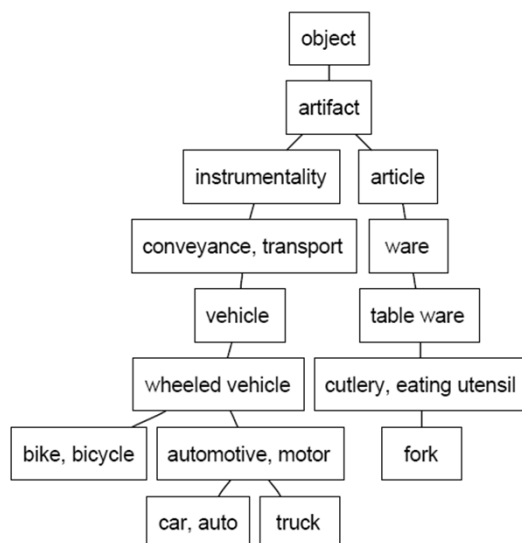 object
artifact
instrumentality
article
conveyance, transport
ware
vehicle
table ware
wheeled vehicle
cutlery, eating utensil
bike, bicycle
automotive, motor
fork
car, auto
truck